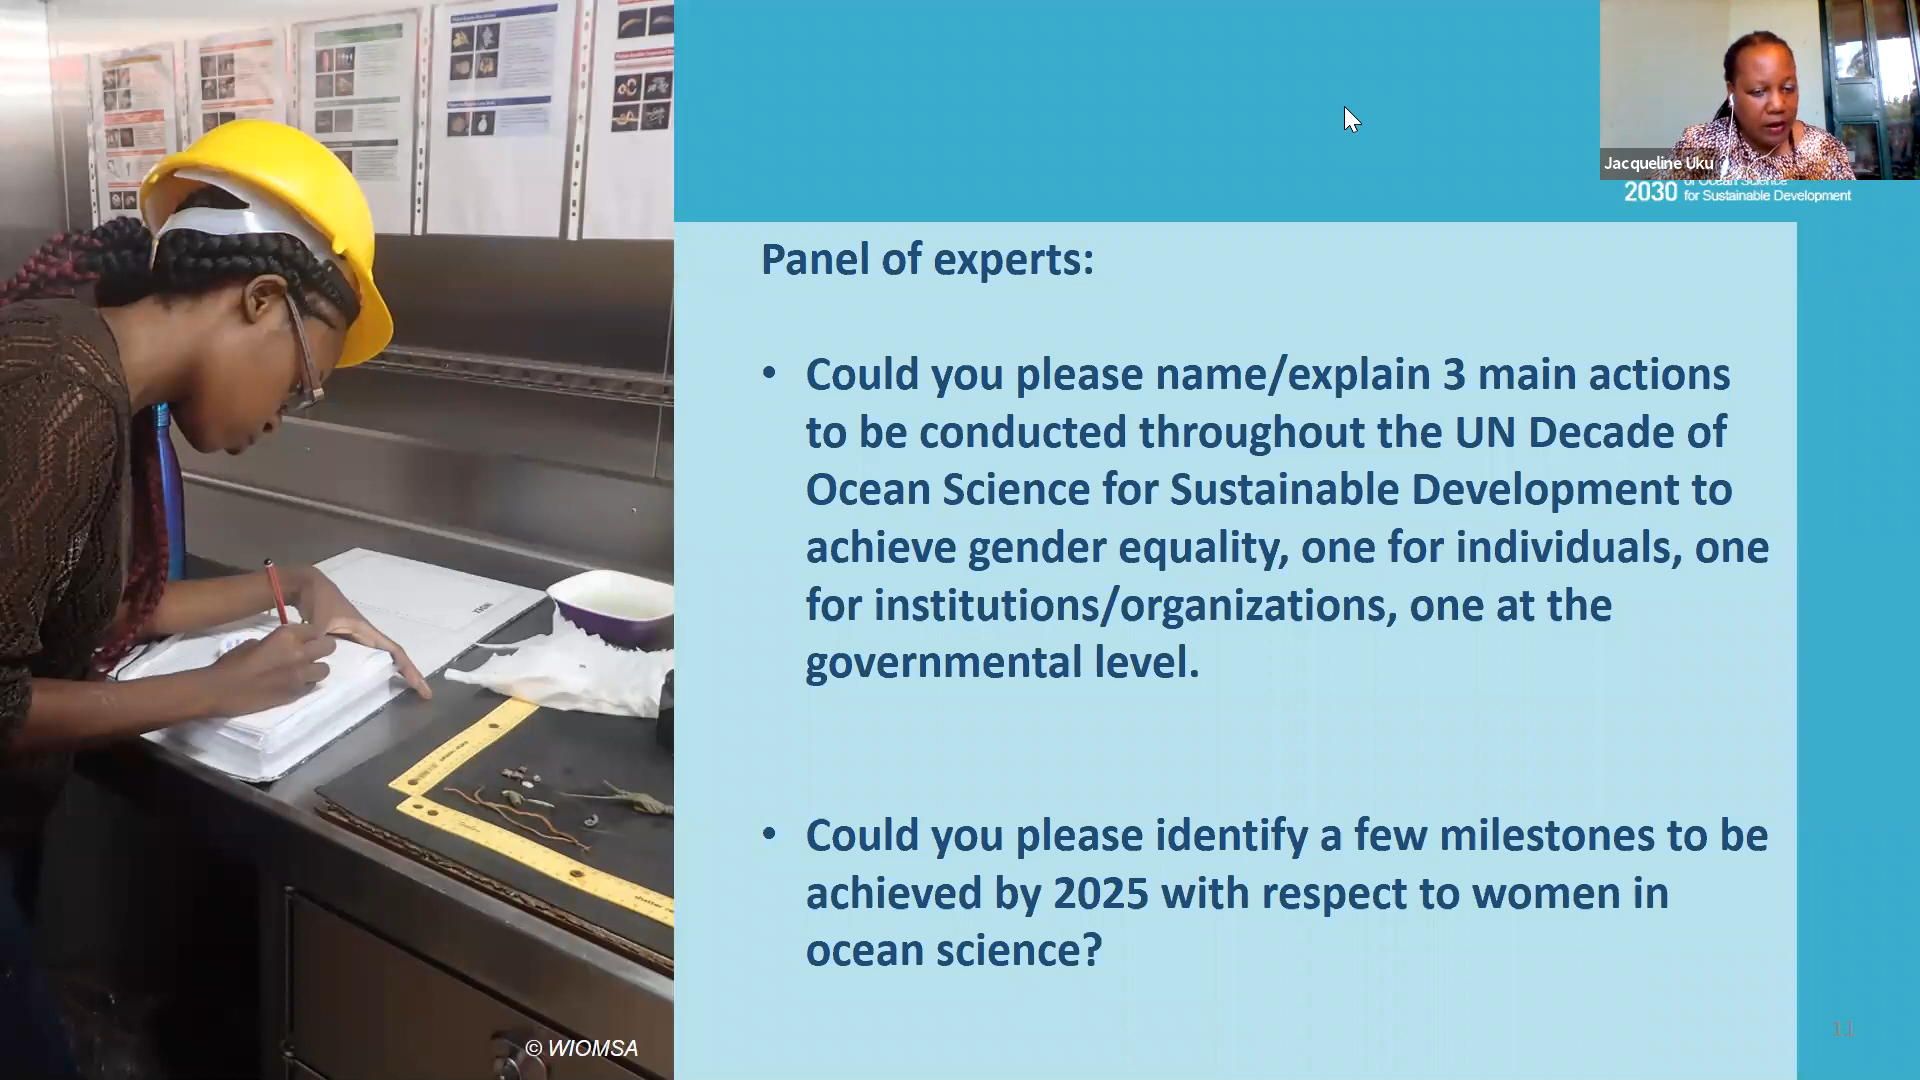 Jacqueline Uku
of Ocean Science
2030 for Sustainable Development
Panel of experts:
• Could you please name/explain 3 main actions
to be conducted throughout the UN Decade of
Ocean Science for Sustainable Development to
achieve gender equality, one for individuals, one
for institutions/organizations, one at the
governmental level.
• Could you please identify a few milestones to be
achieved by 2025 with respect to women in
ocean science?
11
© WIOMSA